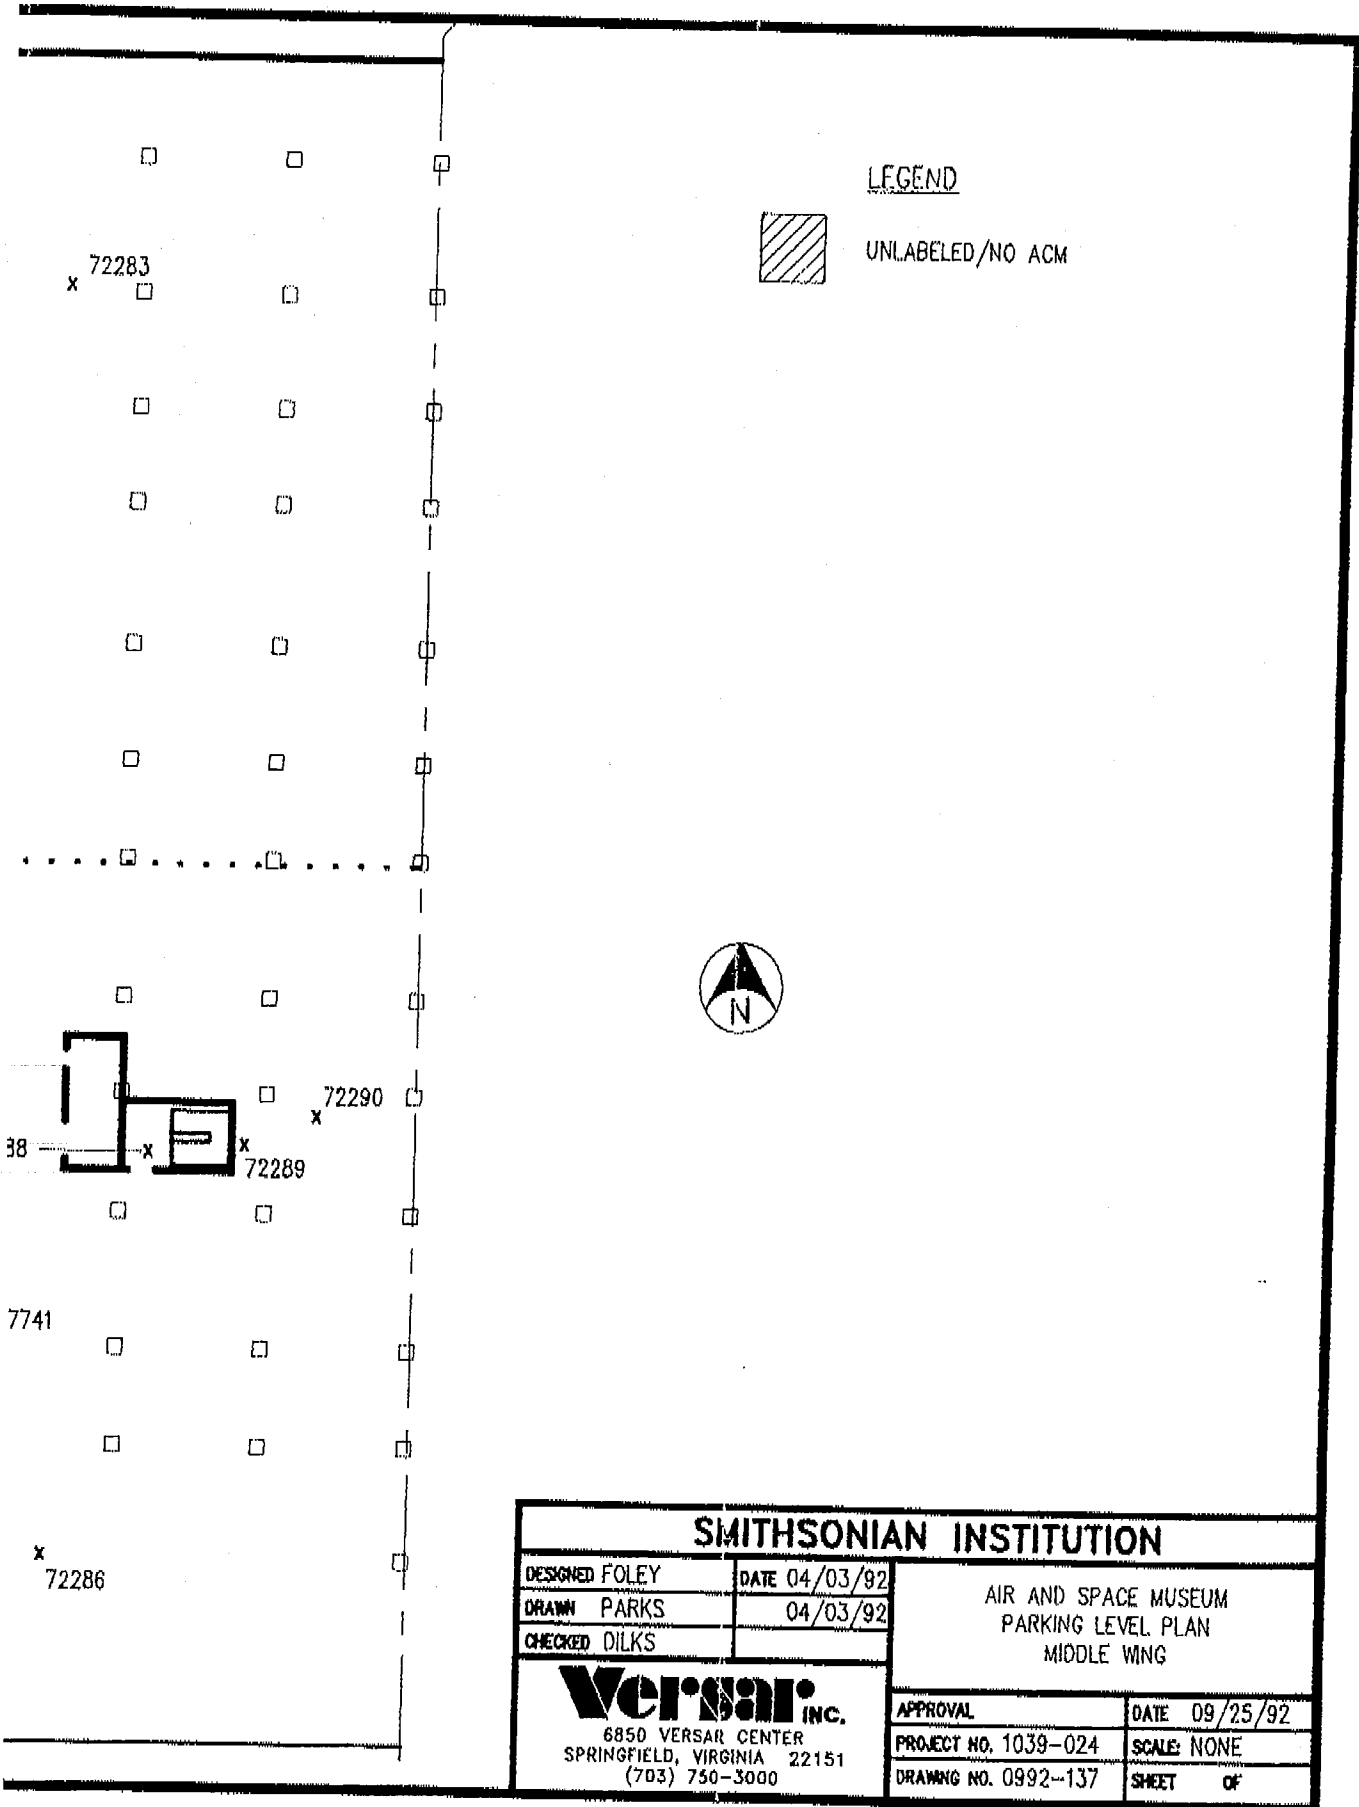 LEGEND
UNLABELED/NO ACM
72283
x
N
72290
x
38
x
x
72289
7741
x
72286
SMITHSONIAN INSTITUTION
DESIGNED FOLEY
DATE 04/03/92
DRAWN PARKS
04/03/92
CHECKED DILKS
AIR AND SPACE MUSEUM
PARKING LEVEL PLAN
MIDDLE WING
Versar INC.
6850 VERSAR CENTER
SPRINGFIELD, VIRGINIA 22151
(703) 750-3000
APPROVAL
DATE 09/25/92
PROJECT NO. 1039-024
SCALE: NONE
DRAWING NO. 0992-137
SHEET OF